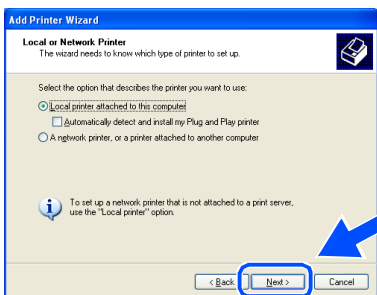 Add Printer Wizard
Local or Network Printer
The wizard needs to know which type of printer to set up.
Select the option that describes the printer you want to use:
Local printer attached to this computer
Automatically detect and install my Plug and Play printer
A network printer, or a printer attached to another computer
To set up a network printer that is not attached to a print server,
use the "Local printer" option.
< Back
Next >
Cancel